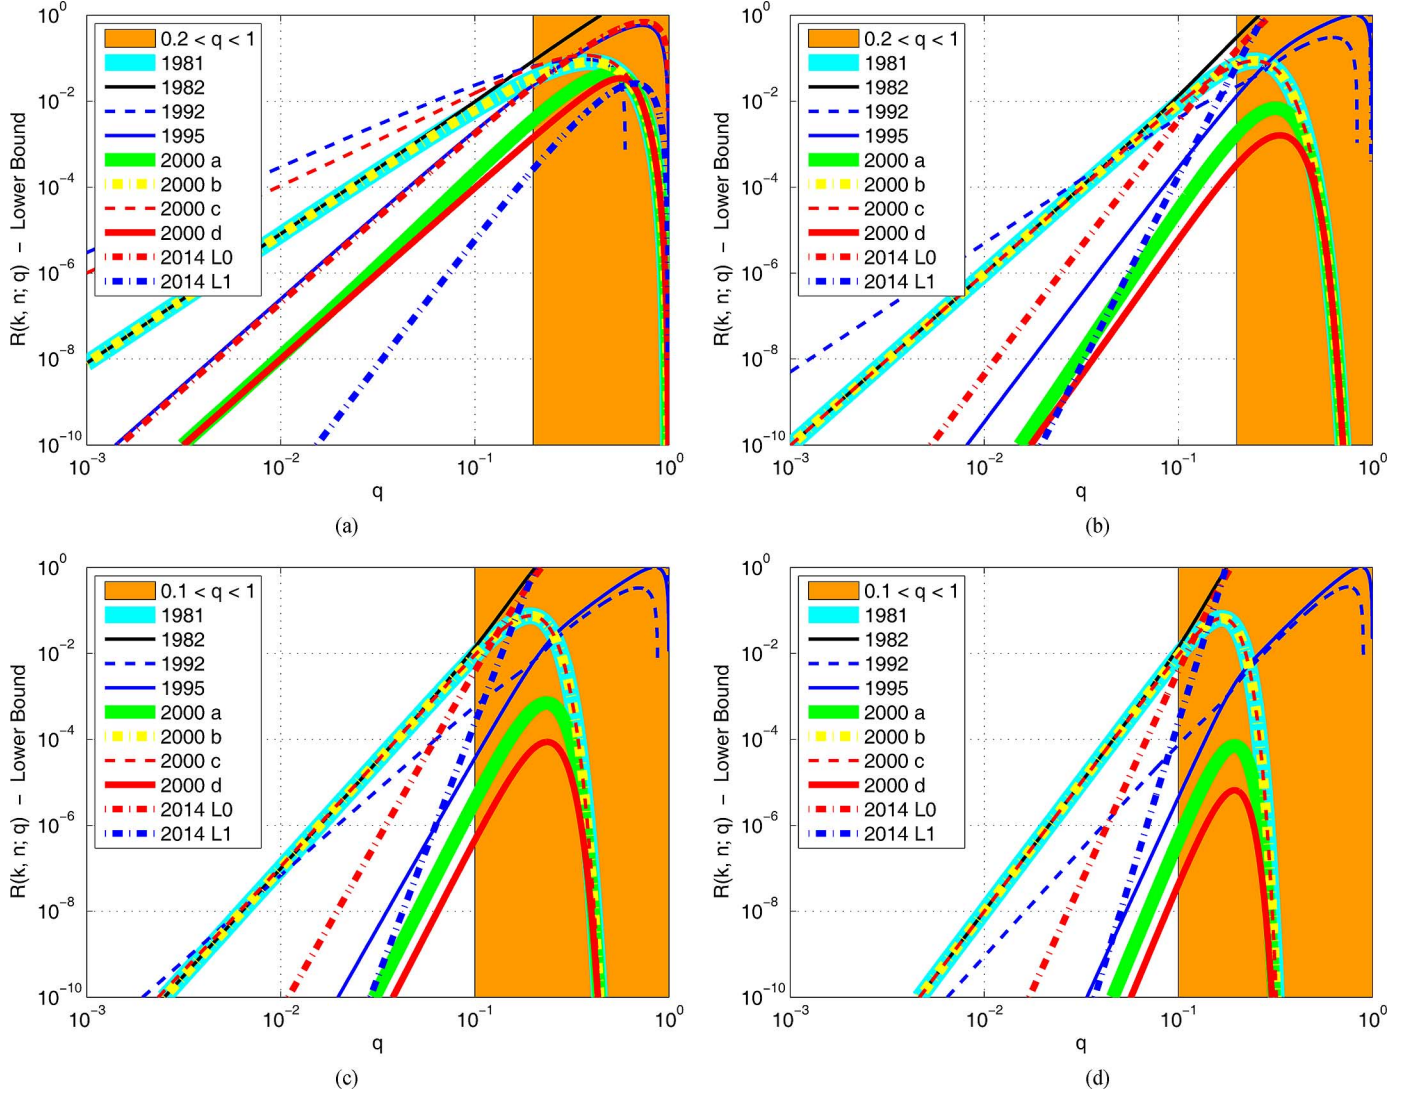 R(k, n; q) − Lower Bound
10^0
10^−2
10^−4
10^−6
10^−8
10^−10
0.2 < q < 1
1981
1982
1992
1995
2000 a
2000 b
2000 c
2000 d
2014 L0
2014 L1
10^−3
10^−2
10^−1
10^0
q
(a)
R(k, n; q) − Lower Bound
10^0
10^−2
10^−4
10^−6
10^−8
10^−10
0.2 < q < 1
1981
1982
1992
1995
2000 a
2000 b
2000 c
2000 d
2014 L0
2014 L1
10^−3
10^−2
10^−1
10^0
q
(b)
R(k, n; q) − Lower Bound
10^0
10^−2
10^−4
10^−6
10^−8
10^−10
0.1 < q < 1
1981
1982
1992
1995
2000 a
2000 b
2000 c
2000 d
2014 L0
2014 L1
10^−3
10^−2
10^−1
10^0
q
(c)
R(k, n; q) − Lower Bound
10^0
10^−2
10^−4
10^−6
10^−8
10^−10
0.1 < q < 1
1981
1982
1992
1995
2000 a
2000 b
2000 c
2000 d
2014 L0
2014 L1
10^−3
10^−2
10^−1
10^0
q
(d)